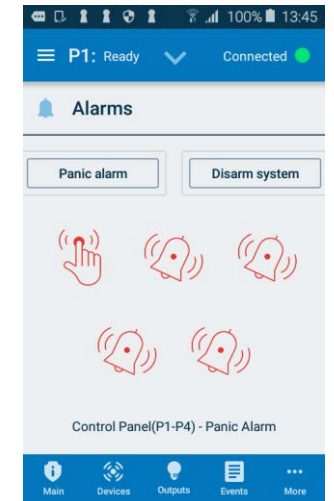 100% 13:45
P1: Ready Connected
Alarms
Panic alarm Disarm system
Control Panel(P1-P4) - Panic Alarm
Main Devices Outputs Events More